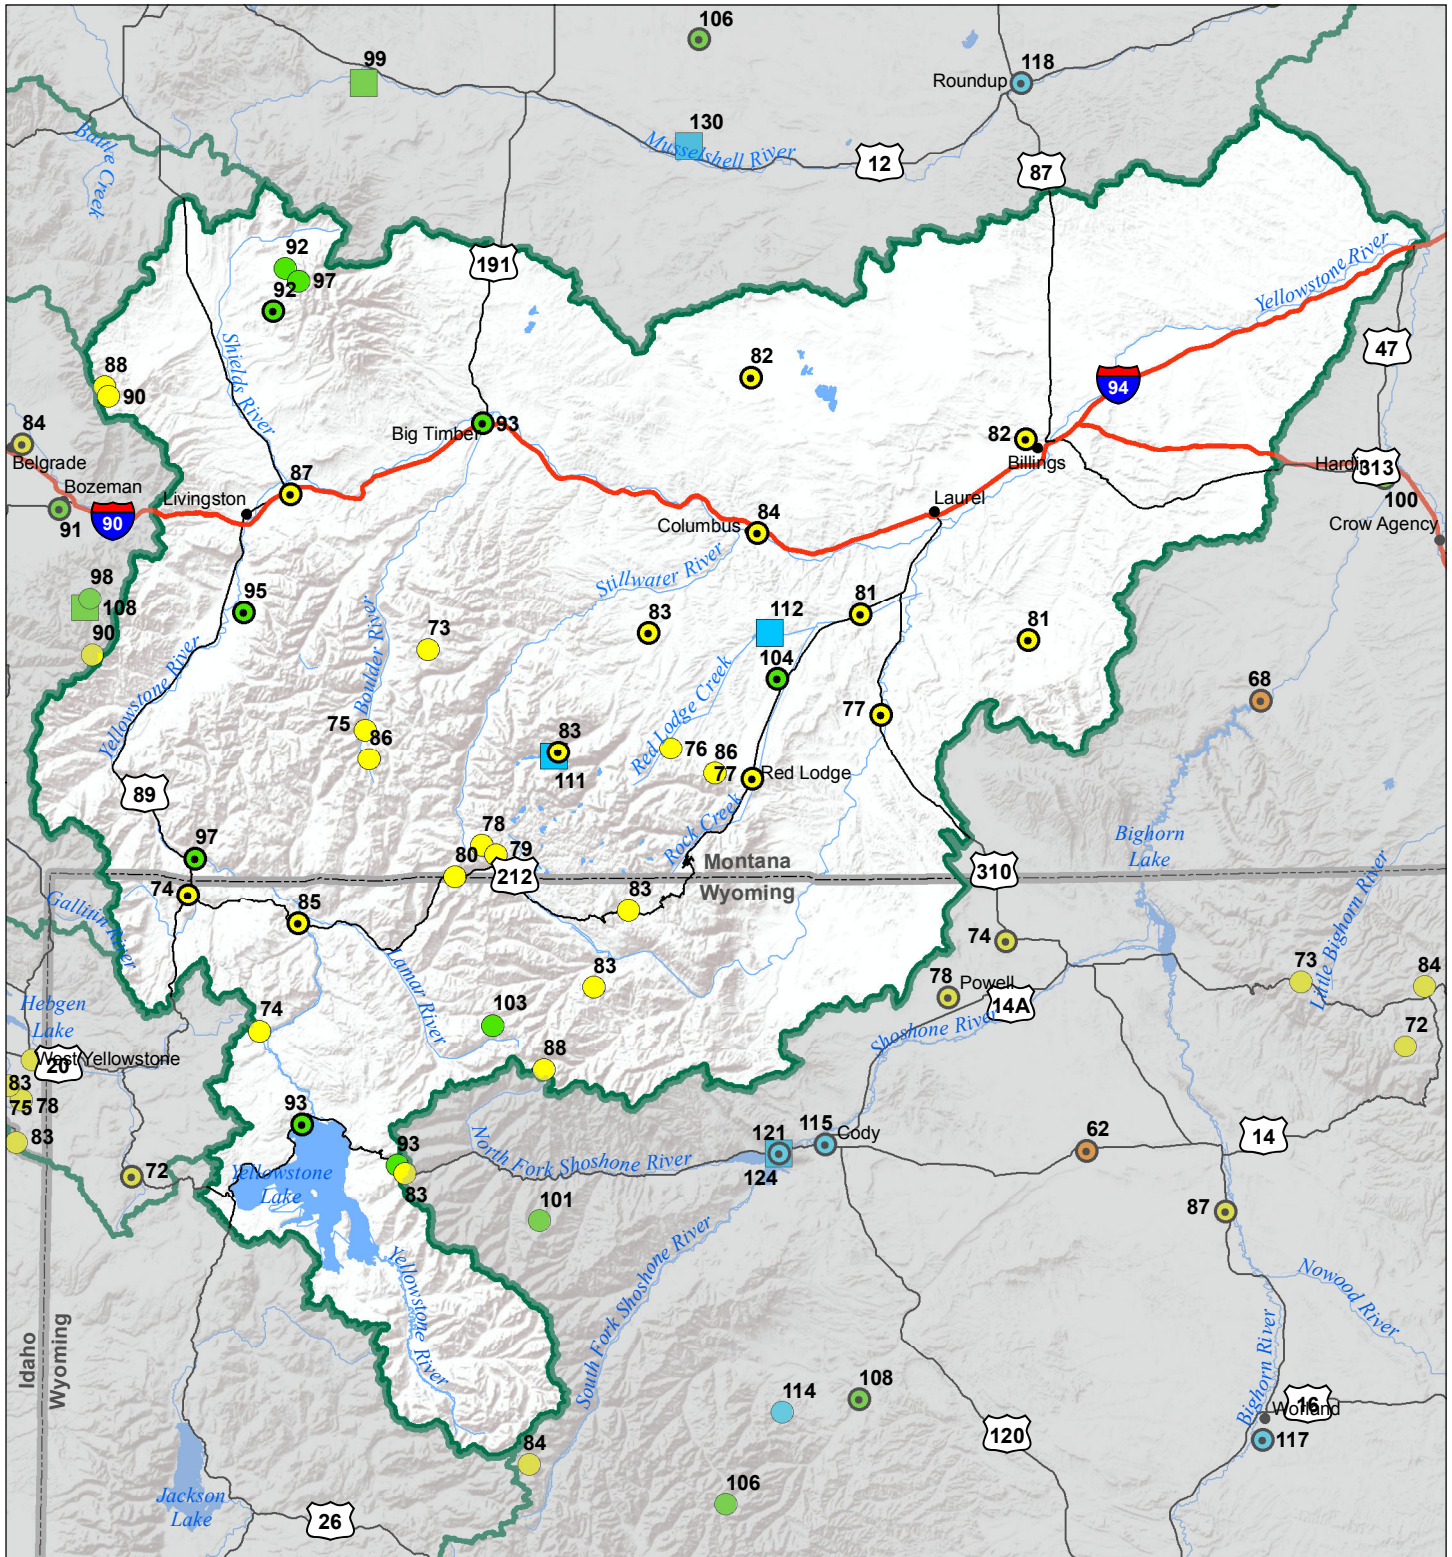 106
99
118
Roundup
130
Musselshell River
12
87
Battle
Creek
191
92
97
92
Yellowstone River
47
Shields River
88
90
82
94
84
Belgrade
Big Timber
93
82
Billings
Hardin
313
100
Bozeman
Livingston
87
Laurel
91
90
Columbus
84
Crow Agency
98
108
90
95
Stillwater River
73
Boulder River
83
112
81
81
104
Yellowstone River
68
75
86
83
111
Red Lodge Creek
76
86
77
Red Lodge
77
89
Rock Creek
Bighorn
Lake
97
78
79
80
212
Montana
Wyoming
310
74
85
83
Little Bighorn River
Gallitin River
Lamar River
74
83
78
Powell
14A
73
84
Hebgen
Lake
74
103
Shoshone River
72
West Yellowstone
20
88
83
75
78
83
93
93
83
North Fork Shoshone River
121
124
115
Cody
62
14
72
Yellowstone
Lake
101
87
Yellowstone River
South Fork Shoshone River
Nowood River
Idaho
Wyoming
114
108
Bighorn River
16
Worland
117
120
84
106
Jackson
Lake
26